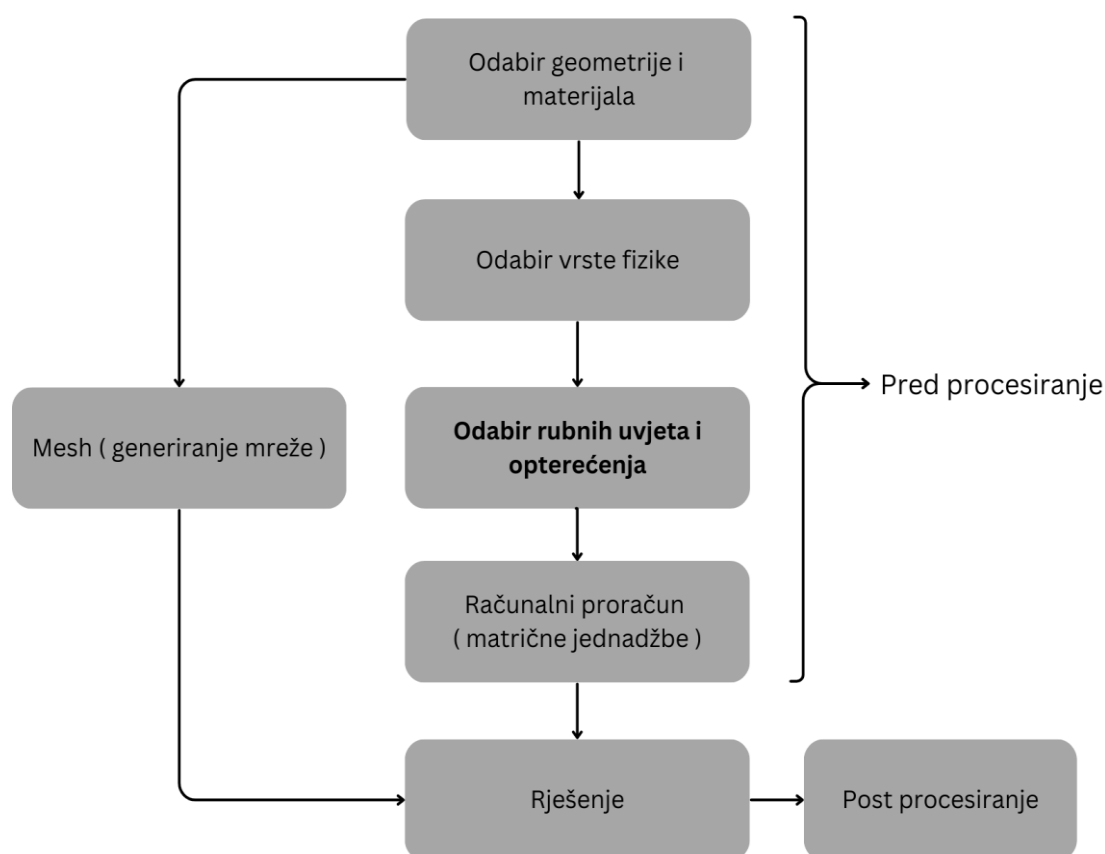 Odabir geometrije i
materijala
Odabir vrste fizike
Pred procesiranje
Mesh ( generiranje mreže )
Odabir rubnih uvjeta i
opterećenja
Računalni proračun
( matrične jednadžbe )
Rješenje
Post procesiranje